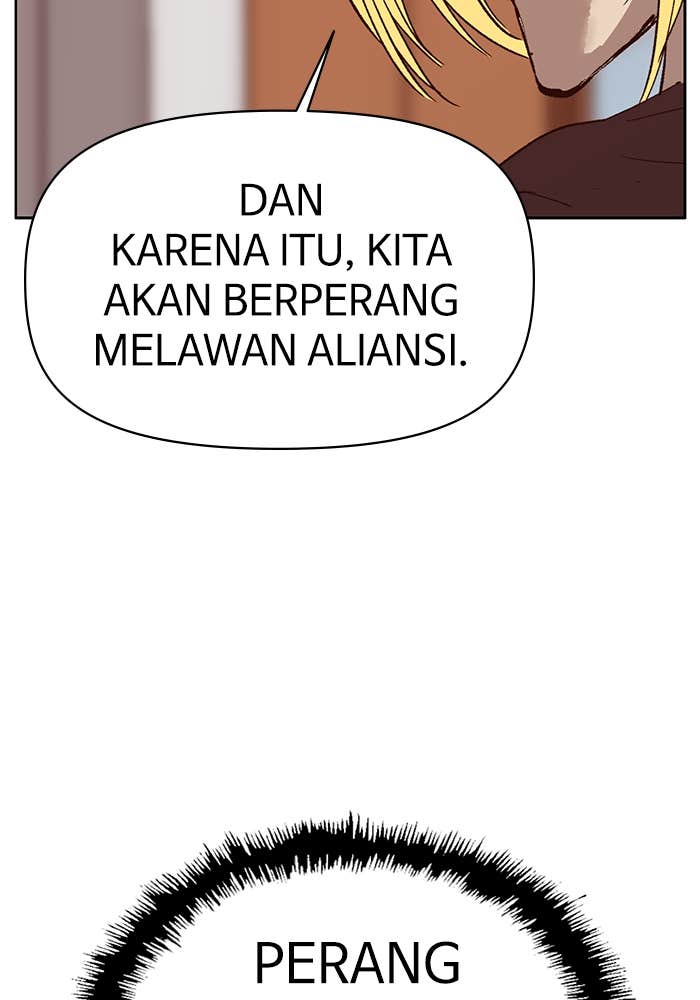 DAN
KARENA ITU, KITA
AKAN BERPERANG
MELAWAN ALIANSI.
PERANG